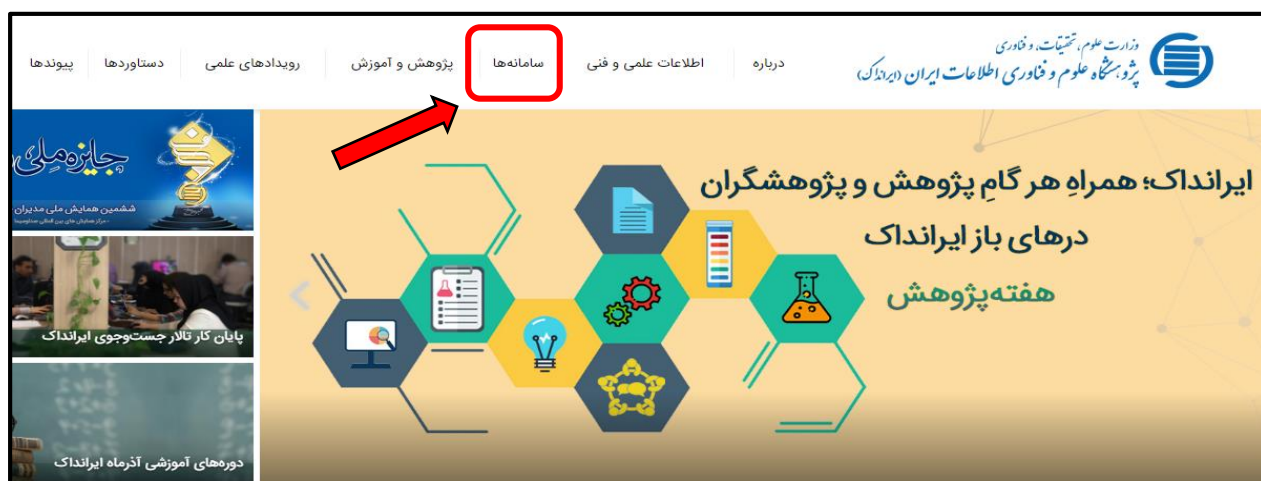 وزارت علوم، تحقیقات، و فناوری
پژوهشگاه علوم و فناوری اطلاعات ایران (ایرانداک)
درباره
اطلاعات علمی و فنی
سامانه‌ها
پژوهش و آموزش
رویدادهای علمی
دستاوردها
پیوندها
ایرانداک؛ همراهِ هر گامِ پژوهش و پژوهشگران
درهای باز ایرانداک
هفته‌پژوهش
جایزه‌ملیِ
ششمین همایش ملی مدیران
پایان کار تالار جست‌وجوی ایرانداک
دوره‌های آموزشی آذرماه ایرانداک